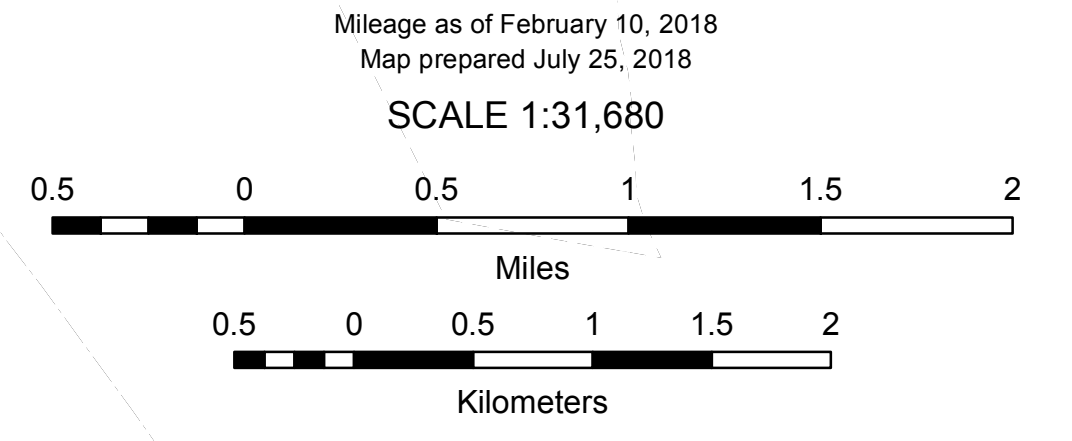 Mileage as of February 10, 2018
Map prepared July 25, 2018
SCALE 1:31,680
0.5 0 0.5 1 1.5 2
Miles
0.5 0 0.5 1 1.5 2
Kilometers